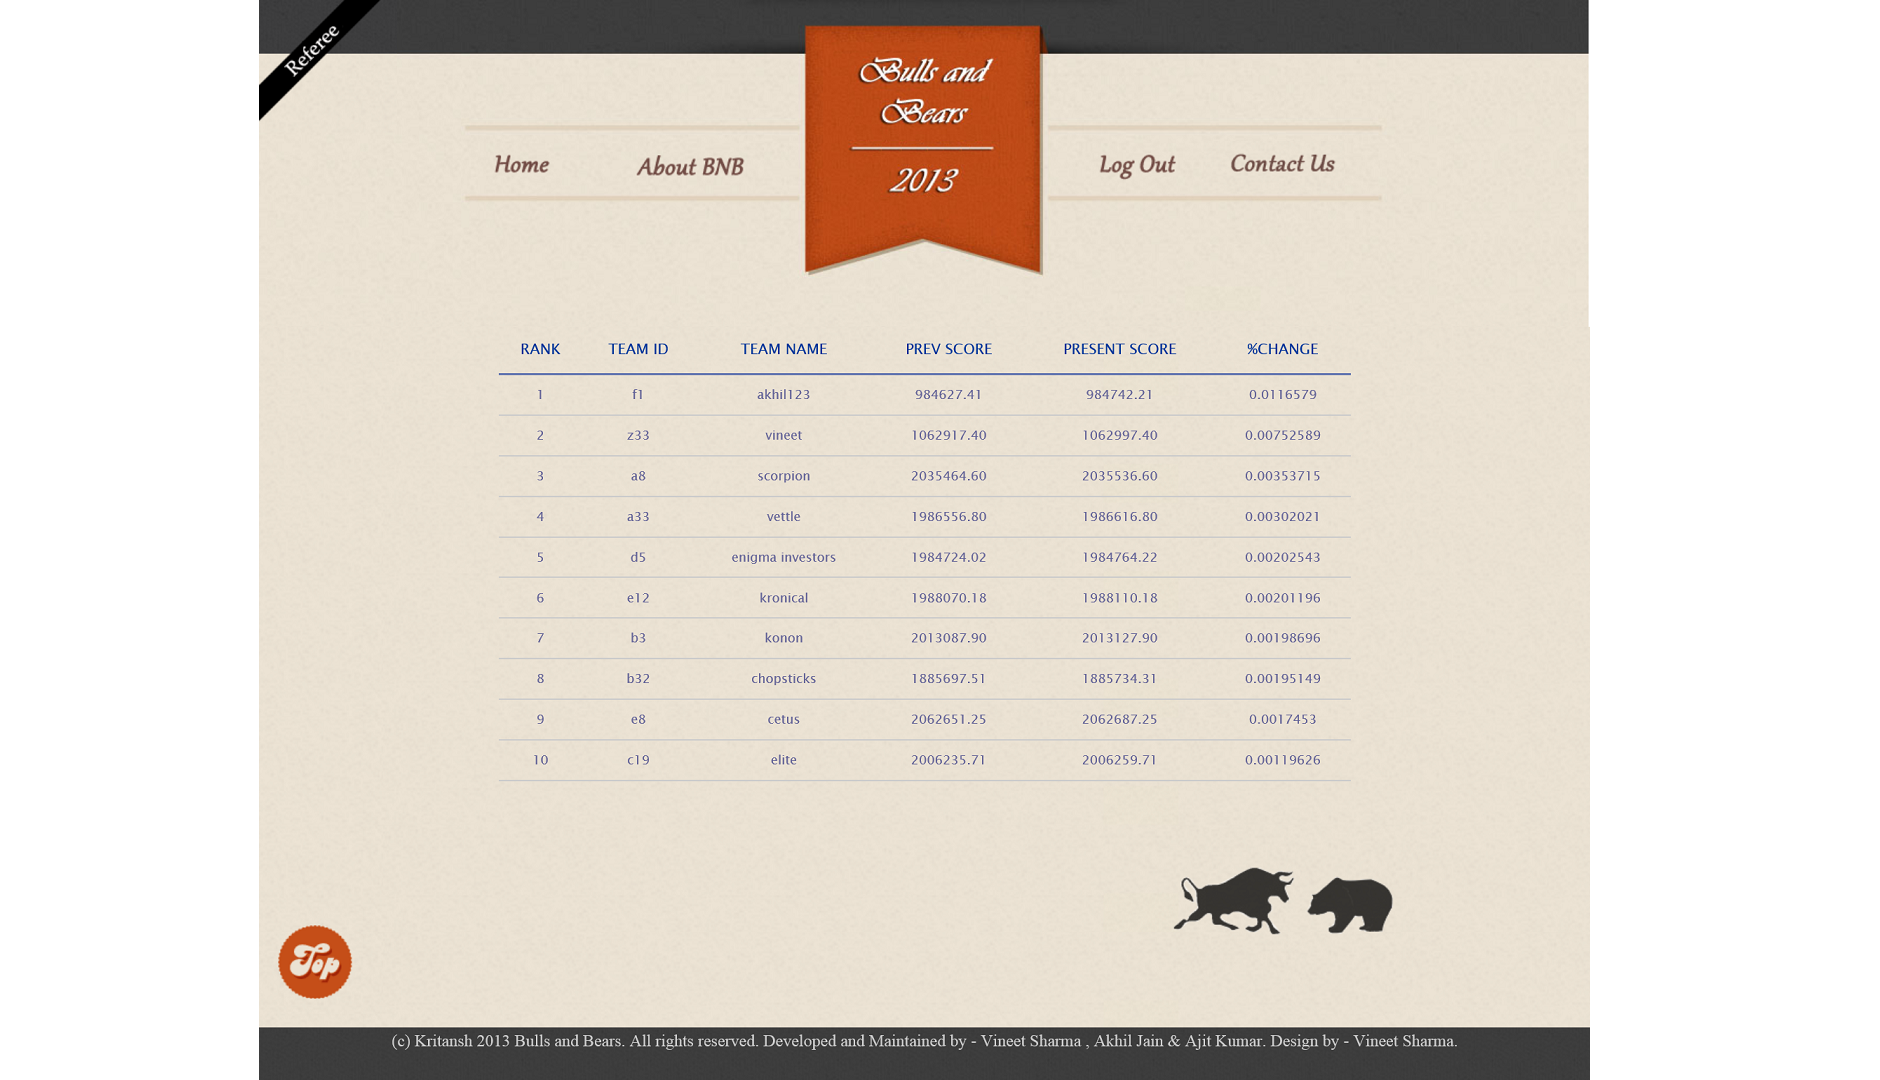 Referee
Bulls and
Bears
2013
Home About BNB Log Out Contact Us
RANK TEAM ID TEAM NAME PREV SCORE PRESENT SCORE %CHANGE
1 f1 akhil123 984627.41 984742.21 0.0116579
2 z33 vineet 1062917.40 1062997.40 0.00752589
3 a8 scorpion 2035464.60 2035536.60 0.00353715
4 a33 vettle 1986556.80 1986616.80 0.00302021
5 d5 enigma investors 1984724.02 1984764.22 0.00202543
6 e12 kronical 1988070.18 1988110.18 0.00201196
7 b3 konon 2013087.90 2013127.90 0.00198696
8 b32 chopsticks 1885697.51 1885734.31 0.00195149
9 e8 cetus 2062651.25 2062687.25 0.0017453
10 c19 elite 2006235.71 2006259.71 0.00119626
Top
(c) Kritansh 2013 Bulls and Bears. All rights reserved. Developed and Maintained by - Vineet Sharma , Akhil Jain & Ajit Kumar. Design by - Vineet Sharma.